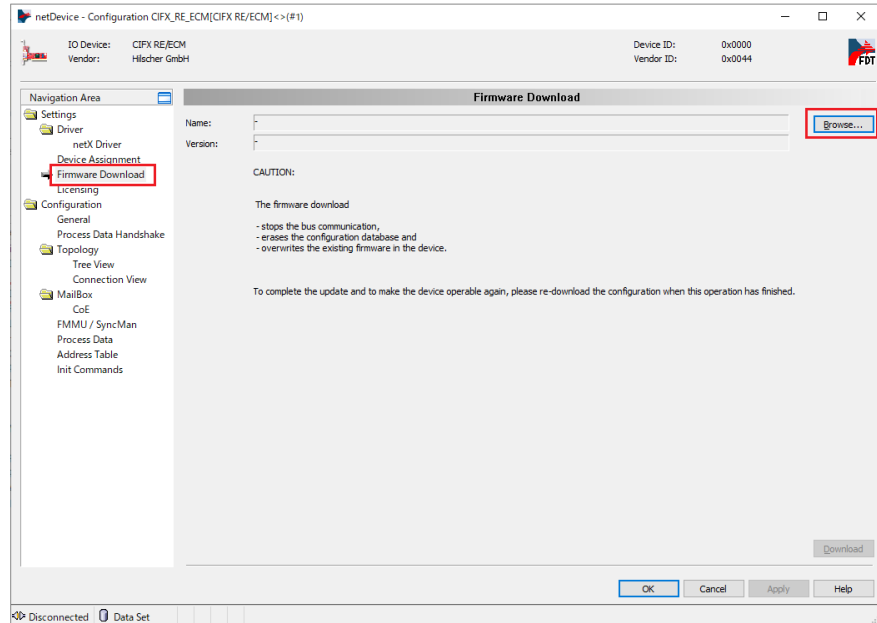 netDevice - Configuration CIFX_RE_ECM[CIFX RE/ECM]<>(#1)
IO Device: CIFX RE/ECM Device ID: 0x0000
Vendor: Hilscher GmbH Vendor ID: 0x0044
FDT
Navigation Area
Settings
Driver
netX Driver
Device Assignment
Firmware Download
Licensing
Configuration
General
Process Data Handshake
Topology
Tree View
Connection View
MailBox
CoE
FMMU / SyncMan
Process Data
Address Table
Init Commands
Firmware Download
Name: - Browse...
Version: -
CAUTION:
The firmware download
- stops the bus communication,
- erases the configuration database and
- overwrites the existing firmware in the device.
To complete the update and to make the device operable again, please re-download the configuration when this operation has finished.
Download
OK Cancel Apply Help
Disconnected Data Set